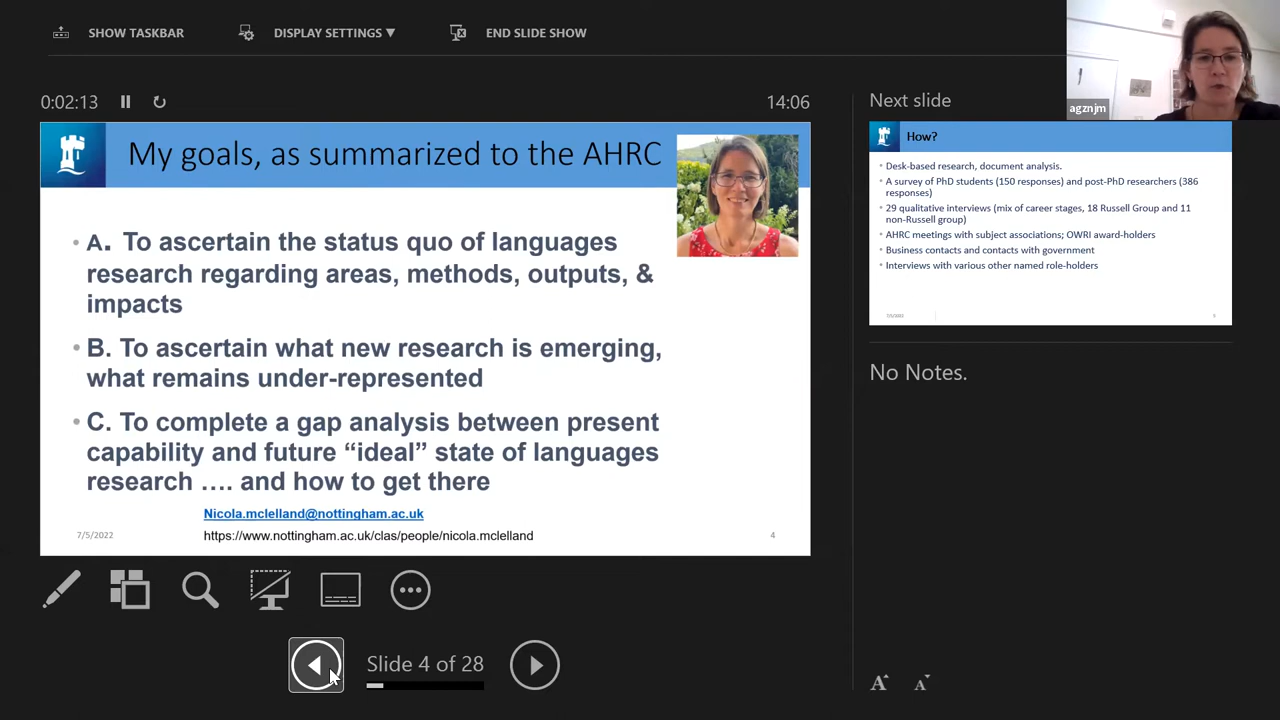 SHOW TASKBAR
DISPLAY SETTINGS ▼
END SLIDE SHOW
agznjm
0:02:13
14:06
My goals, as summarized to the AHRC
• A. To ascertain the status quo of languages
research regarding areas, methods, outputs, &
impacts
• B. To ascertain what new research is emerging,
what remains under-represented
• C. To complete a gap analysis between present
capability and future “ideal” state of languages
research …. and how to get there
Nicola.mclelland@nottingham.ac.uk
7/5/2022
https://www.nottingham.ac.uk/clas/people/nicola.mclelland
4
Next slide
How?
• Desk-based research, document analysis.
• A survey of PhD students (150 responses) and post-PhD researchers (386
responses)
• 29 qualitative interviews (mix of career stages, 18 Russell Group and 11
non-Russell group)
• AHRC meetings with subject associations; OWRI award-holders
• Business contacts and contacts with government
• Interviews with various other named role-holders
7/5/2022
5
No Notes.
Slide 4 of 28
A
A